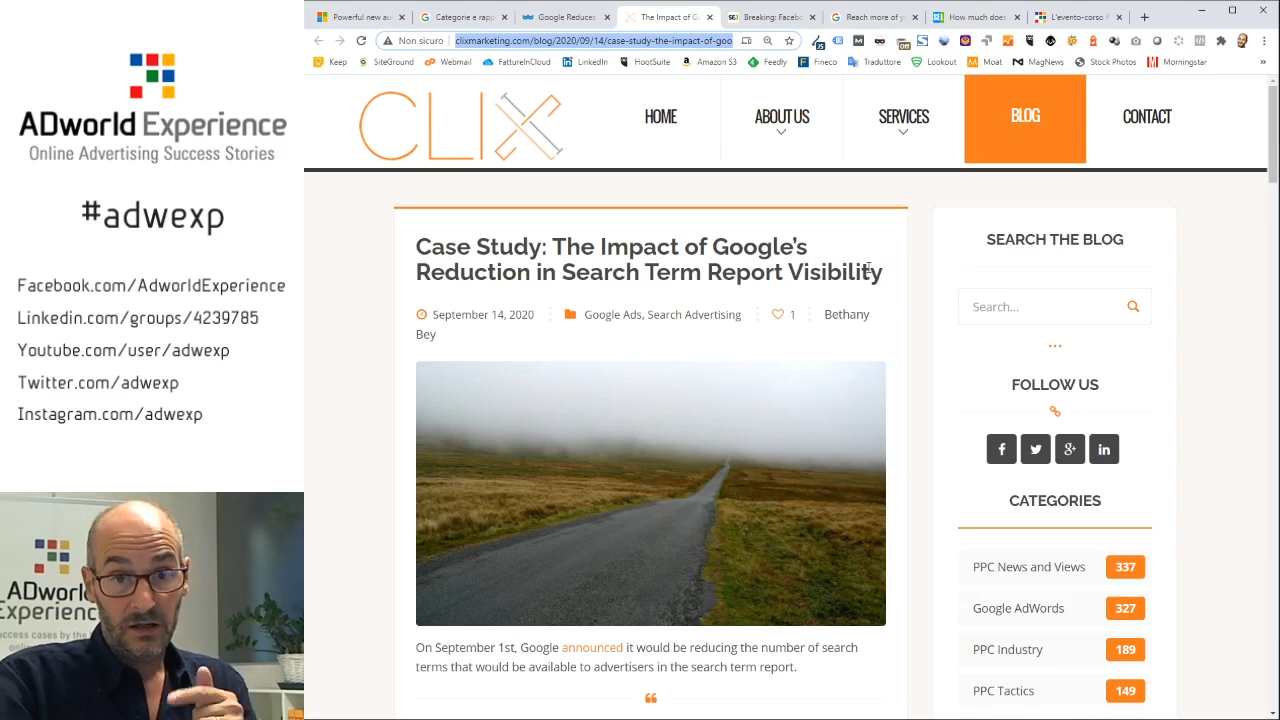 ADworld Experience
Online Advertising Success Stories
#adwexp
Facebook.com/AdworldExperience
Linkedin.com/groups/4239785
Youtube.com/user/adwexp
Twitter.com/adwexp
Instagram.com/adwexp
ADworld
Experience
Powerful new au
Categorie e rapp
Google Reduces
The Impact of G
Breaking: Facebo
Reach more of y
How much does
L'evento-corso P
Non sicuro
clixmarketing.com/blog/2020/09/14/case-study-the-impact-of-goo
Keep
SiteGround
Webmail
FattureInCloud
LinkedIn
HootSuite
Amazon S3
Feedly
Fineco
Traduttore
Lookout
Moat
MagNews
Stock Photos
Morningstar
CLIX
HOME
ABOUT US
SERVICES
BLOG
CONTACT
Case Study: The Impact of Google's
Reduction in Search Term Report Visibility
September 14, 2020
Google Ads, Search Advertising
1
Bethany
Bey
On September 1st, Google announced it would be reducing the number of search
terms that would be available to advertisers in the search term report.
SEARCH THE BLOG
Search...
FOLLOW US
CATEGORIES
PPC News and Views 337
Google AdWords 327
PPC Industry 189
PPC Tactics 149